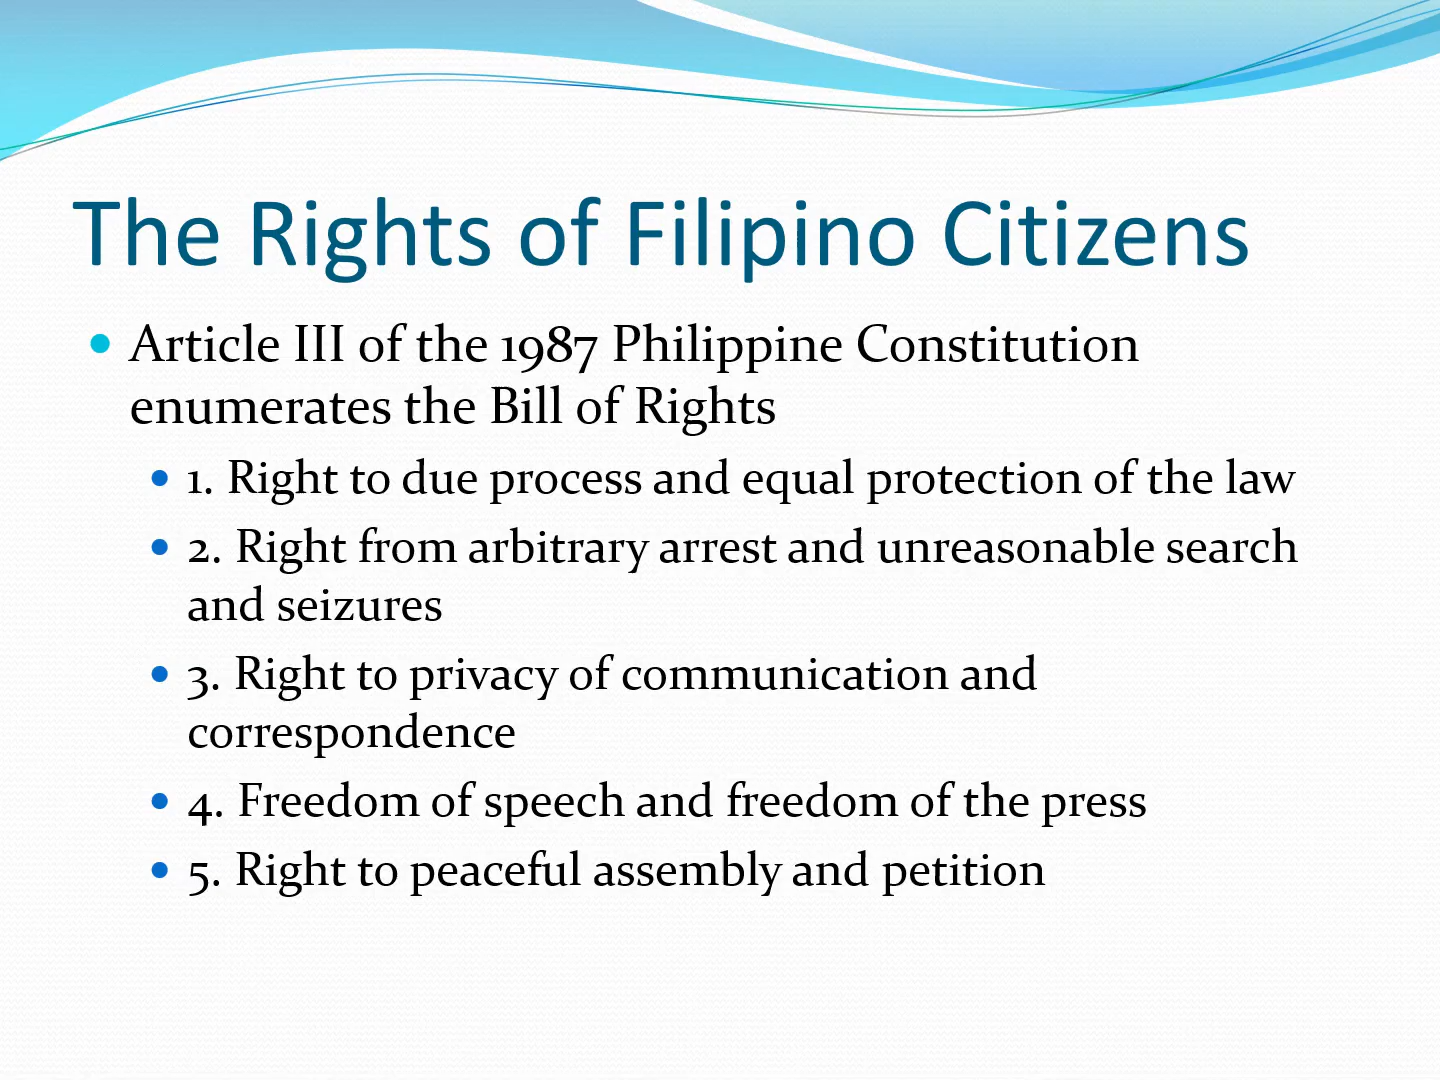 The Rights of Filipino Citizens
• Article III of the 1987 Philippine Constitution
enumerates the Bill of Rights
• 1. Right to due process and equal protection of the law
• 2. Right from arbitrary arrest and unreasonable search
and seizures
• 3. Right to privacy of communication and
correspondence
• 4. Freedom of speech and freedom of the press
• 5. Right to peaceful assembly and petition